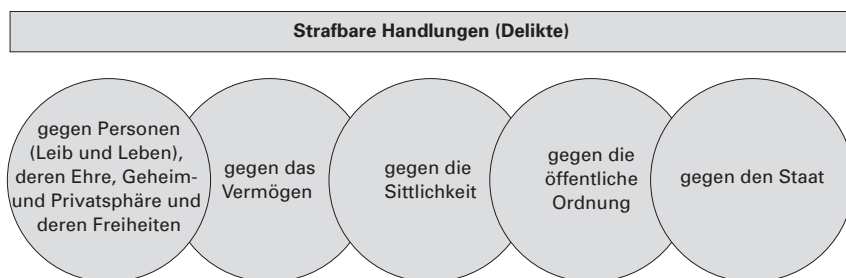 Strafbare Handlungen (Delikte)
gegen Personen
(Leib und Leben),
deren Ehre, Geheim-
und Privatsphäre und
deren Freiheiten
gegen das
Vermögen
gegen die
Sittlichkeit
gegen die
öffentliche
Ordnung
gegen den Staat